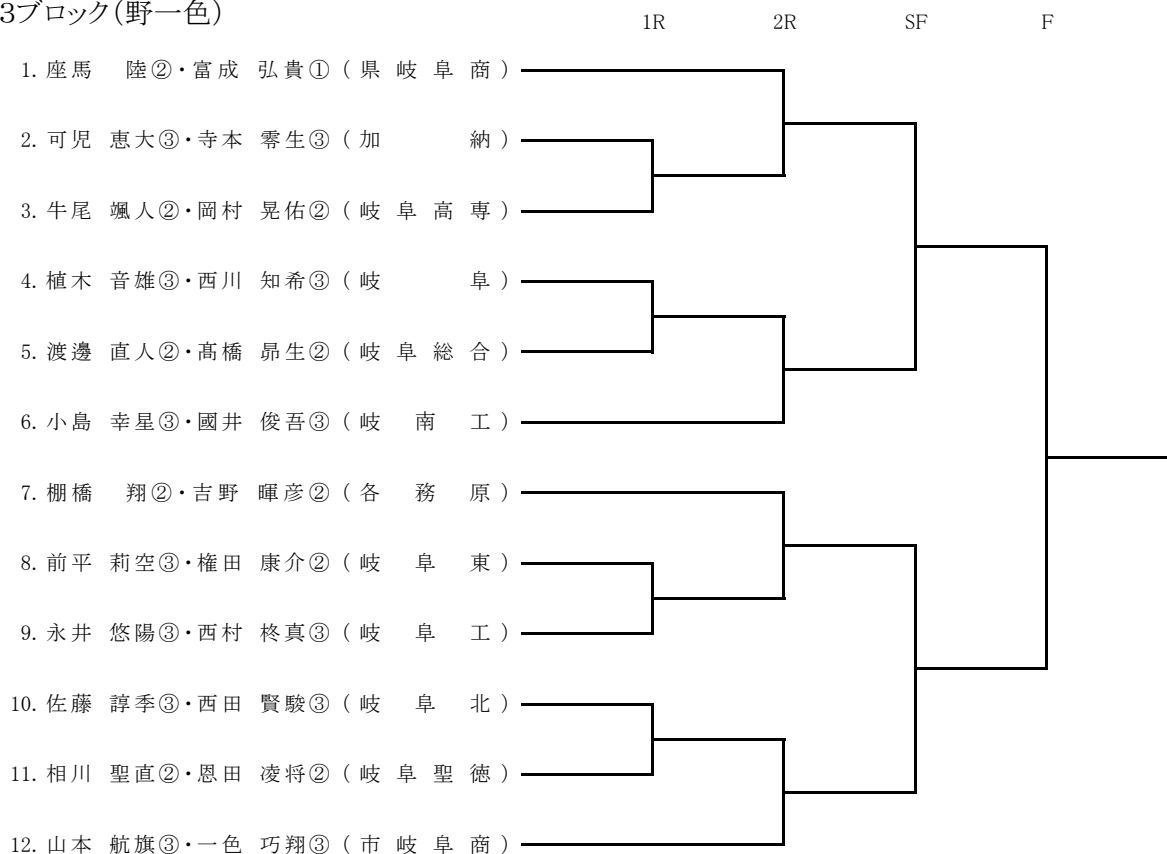 3ブロック(野一色)
1R 2R SF F
1. 座馬 陸②・富成 弘貴① (県岐阜商)
2. 可児 恵大③・寺本 零生③ (加納)
3. 牛尾 颯人②・岡村 晃佑② (岐阜高専)
4. 植木 音雄③・西川 知希③ (岐阜)
5. 渡邊 直人②・髙橋 昴生② (岐阜総合)
6. 小島 幸星③・國井 俊吾③ (岐南工)
7. 棚橋 翔②・吉野 暉彦② (各務原)
8. 前平 莉空③・権田 康介② (岐阜東)
9. 永井 悠陽③・西村 柊真③ (岐阜工)
10. 佐藤 諄季③・西田 賢駿③ (岐阜北)
11. 相川 聖直②・恩田 凌将② (岐阜聖徳)
12. 山本 航旗③・一色 巧翔③ (市岐阜商)